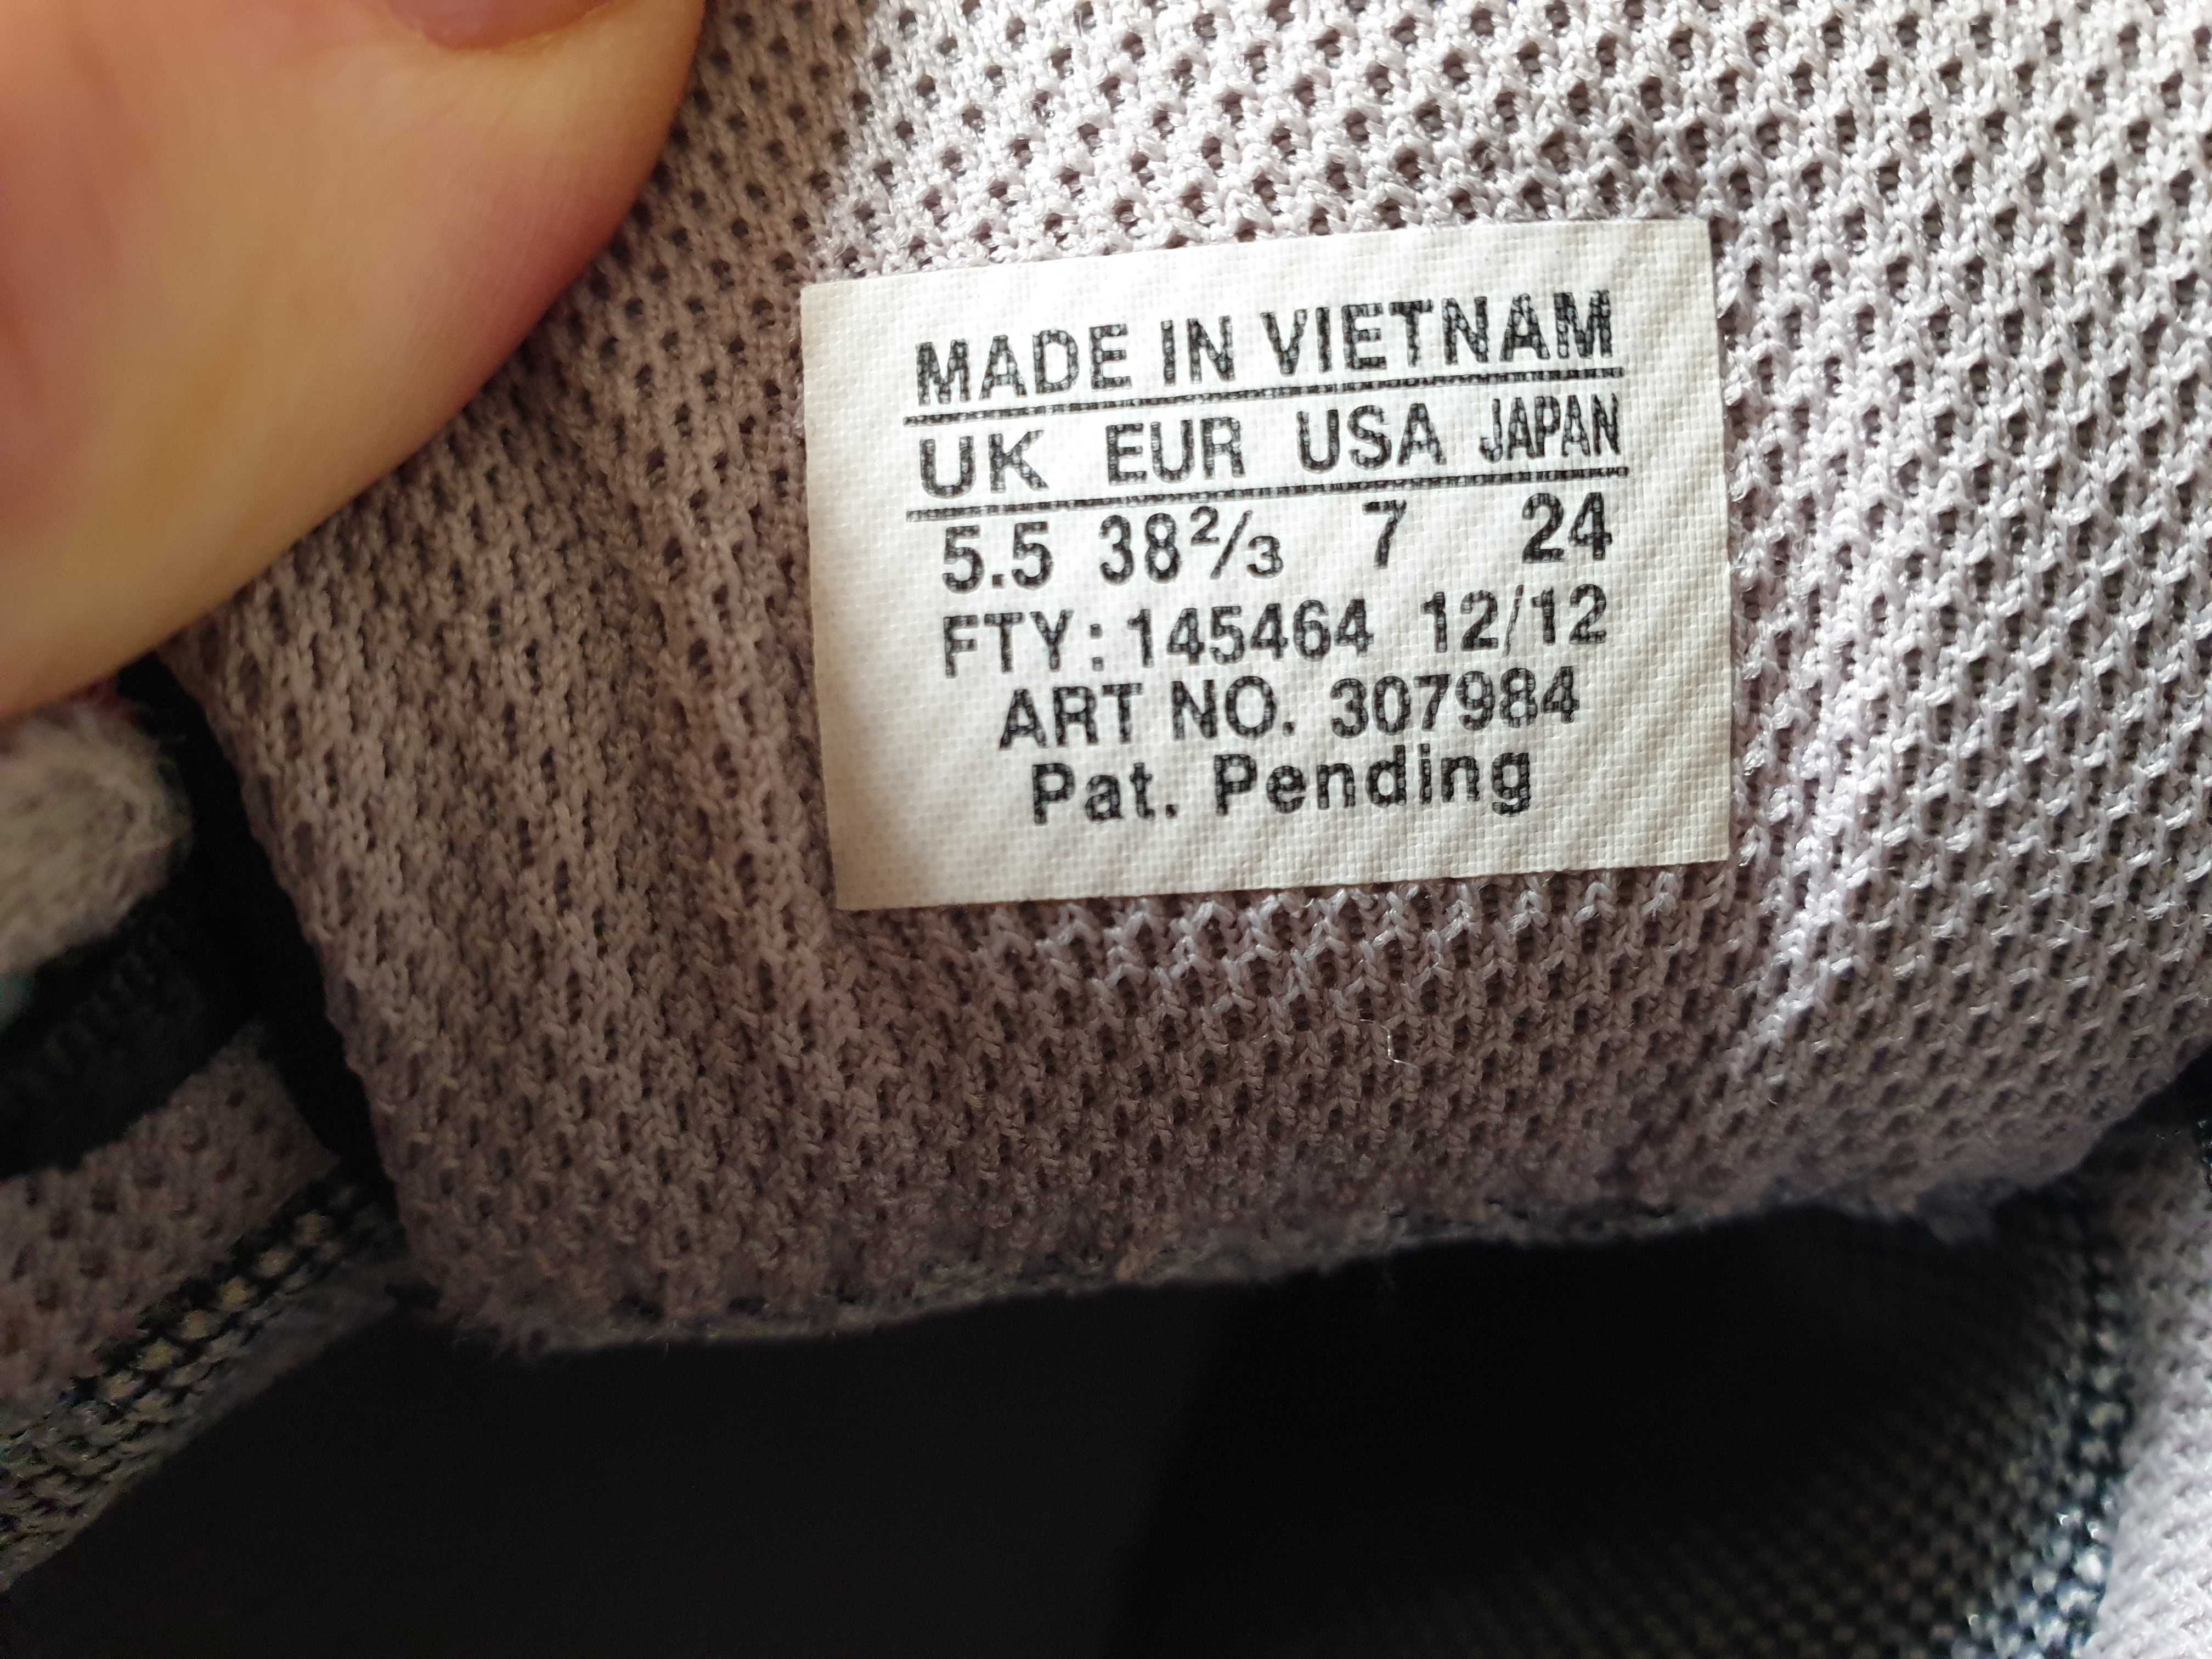 MADE IN VIETNAM
UK EUR USA JAPAN
5.5 38²/₃ 7 24
FTY: 145464 12/12
ART NO. 307984
Pat. Pending